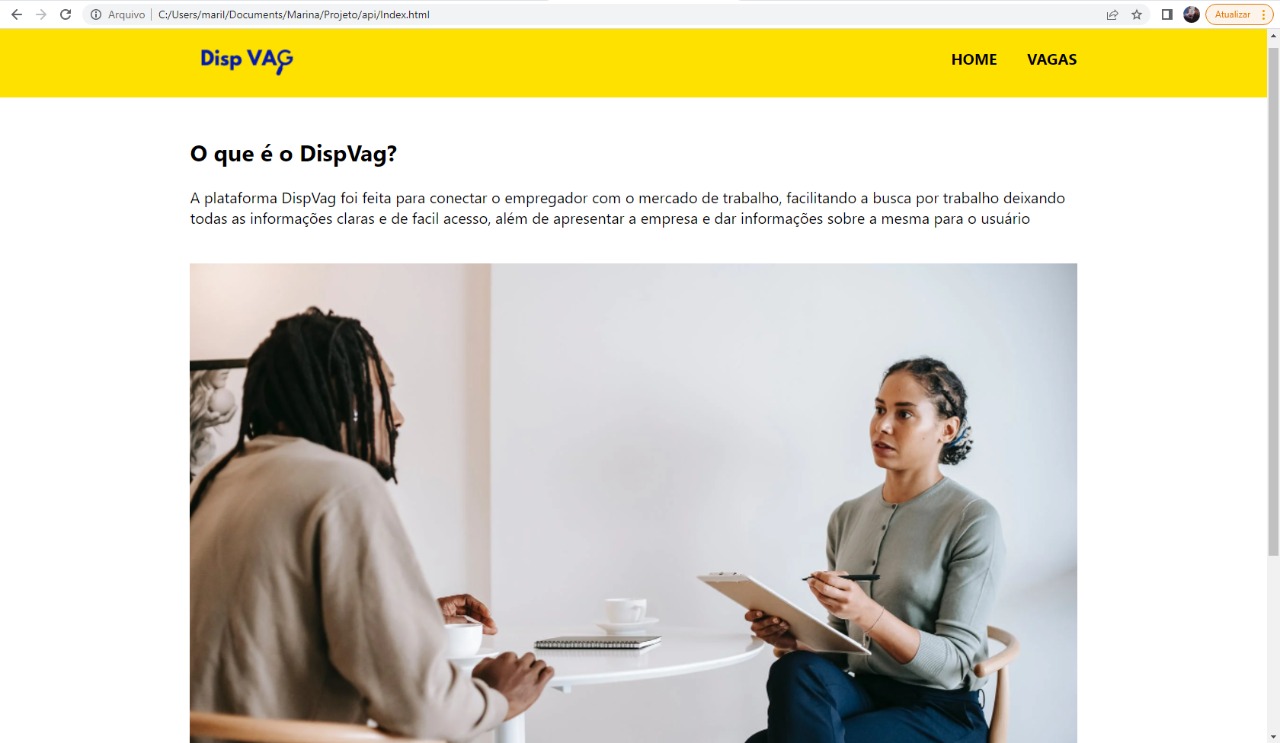 Arquivo
C:/Users/maril/Documents/Marina/Projeto/api/Index.html
Atualizar
Disp VAG
HOME
VAGAS
O que é o DispVag?
A plataforma DispVag foi feita para conectar o empregador com o mercado de trabalho, facilitando a busca por trabalho deixando
todas as informações claras e de facil acesso, além de apresentar a empresa e dar informações sobre a mesma para o usuário